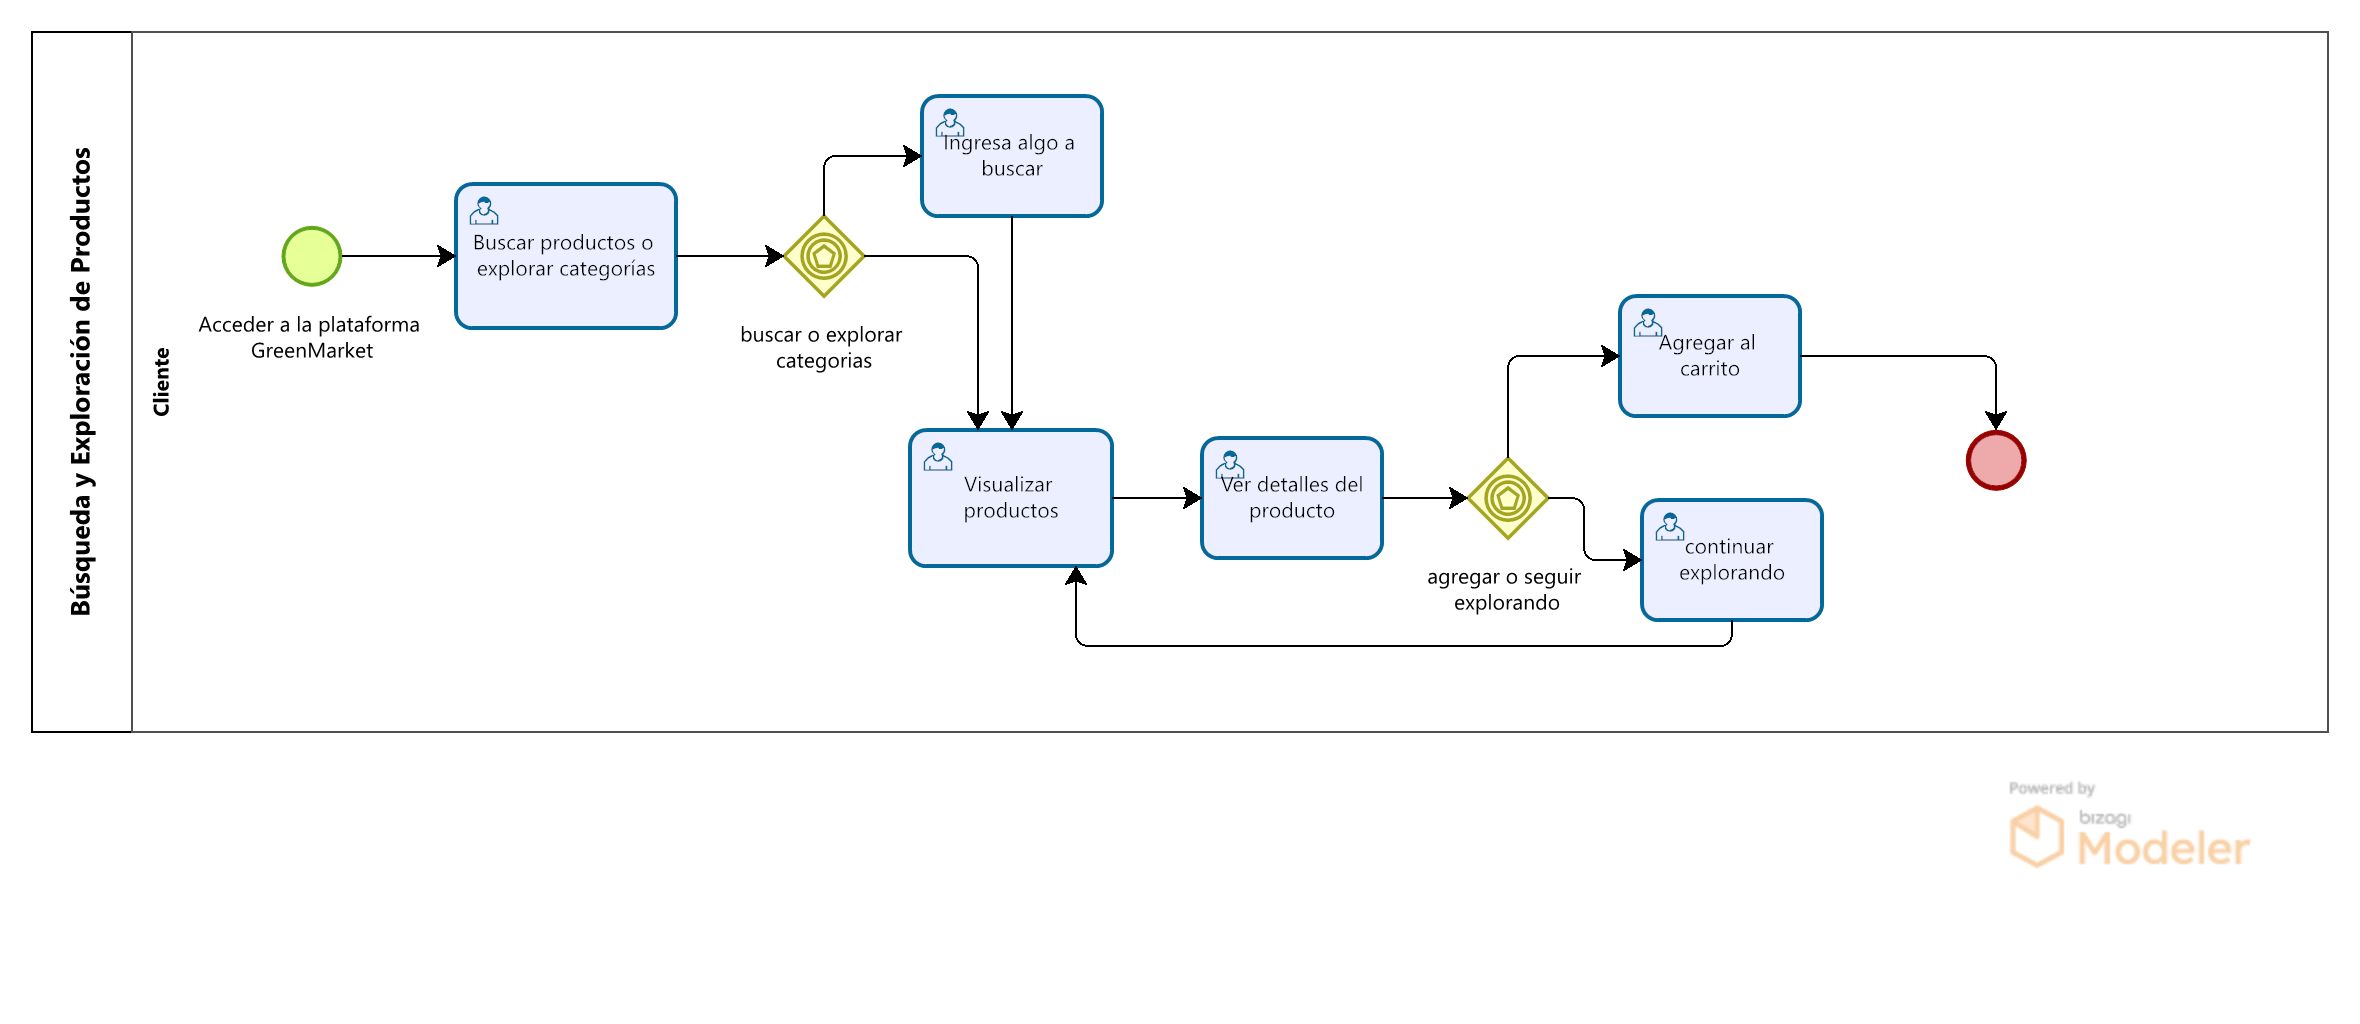 Búsqueda y Exploración de Productos
Cliente
Acceder a la plataforma
GreenMarket
Buscar productos o
explorar categorías
buscar o explorar
categorias
Ingresa algo a
buscar
Visualizar
productos
Ver detalles del
producto
agregar o seguir
explorando
Agregar al
carrito
continuar
explorando
Powered by
bizagi
Modeler